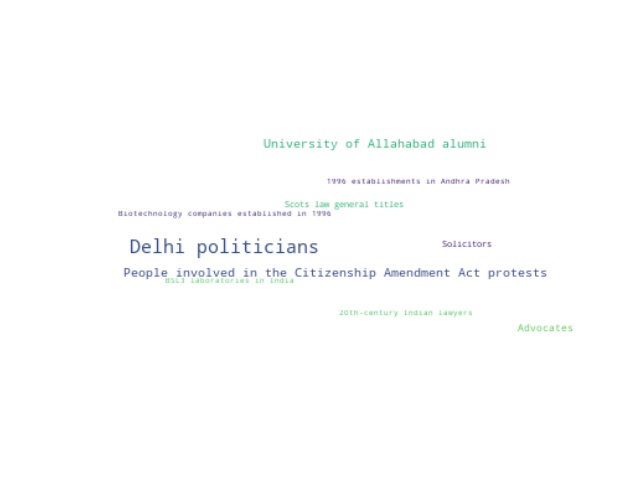 University of Allahabad alumni
1996 establishments in Andhra Pradesh
Scots law general titles
Biotechnology companies established in 1996
Delhi politicians
Solicitors
People involved in the Citizenship Amendment Act protests
BSL3 laboratories in India
20th-century Indian lawyers
Advocates